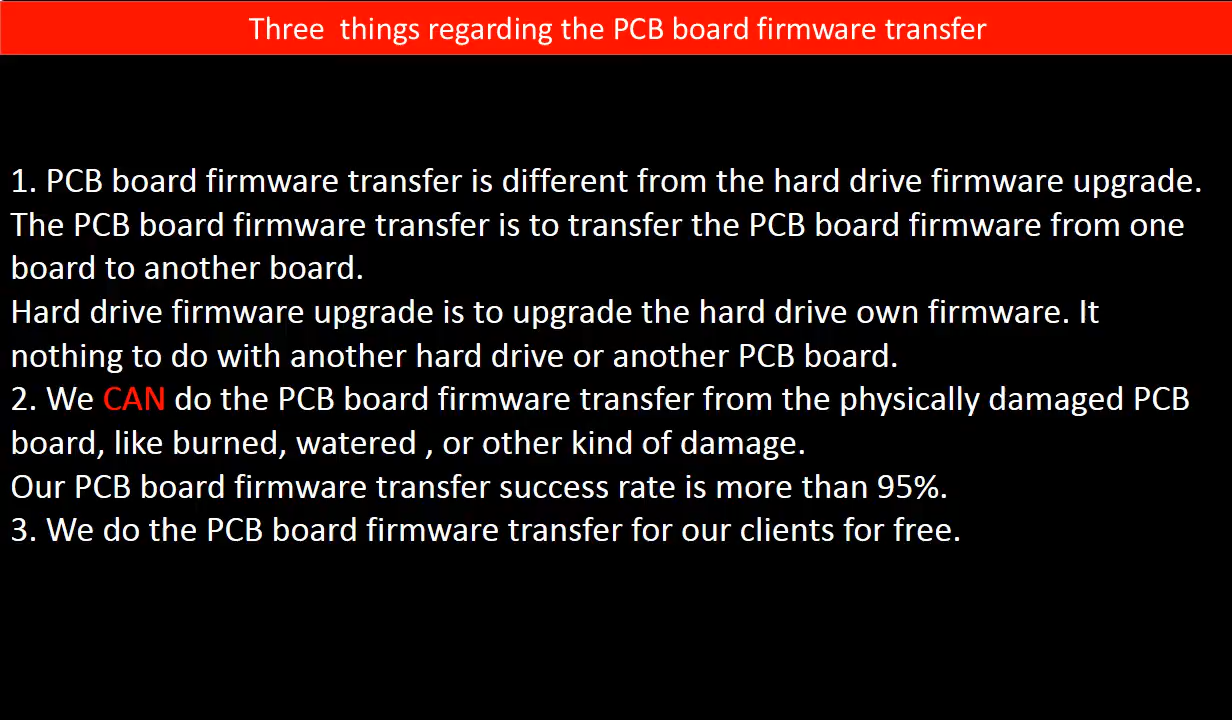 Three  things regarding the PCB board firmware transfer
1. PCB board firmware transfer is different from the hard drive firmware upgrade.
The PCB board firmware transfer is to transfer the PCB board firmware from one
board to another board.
Hard drive firmware upgrade is to upgrade the hard drive own firmware. It
nothing to do with another hard drive or another PCB board.
2. We CAN do the PCB board firmware transfer from the physically damaged PCB
board, like burned, watered , or other kind of damage.
Our PCB board firmware transfer success rate is more than 95%.
3. We do the PCB board firmware transfer for our clients for free.